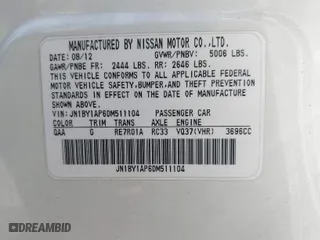 MANUFACTURED BY NISSAN MOTOR CO.,LTD.
DATE: 08/12 GVWR/PNBV: 5006 LBS.
GAWR/PNBE FR: 2444 LBS. RR: 2646 LBS.
THIS VEHICLE CONFORMS TO ALL APPLICABLE FEDERAL
MOTOR VEHICLE SAFETY,BUMPER,AND THEFT PREVENTION
STANDARDS IN EFFECT ON THE DATE OF MANUFACTURE
SHOWN ABOVE.
VIN: JN1BY1AP6DM511104 PASSENGER CAR
COLOR TRIM TRANS AXLE ENGINE
QAA G RE7R01A RC33 VQ37(VHR) 3696CC
JN1BY1AP6DM511104
DEALERSHIP.CC